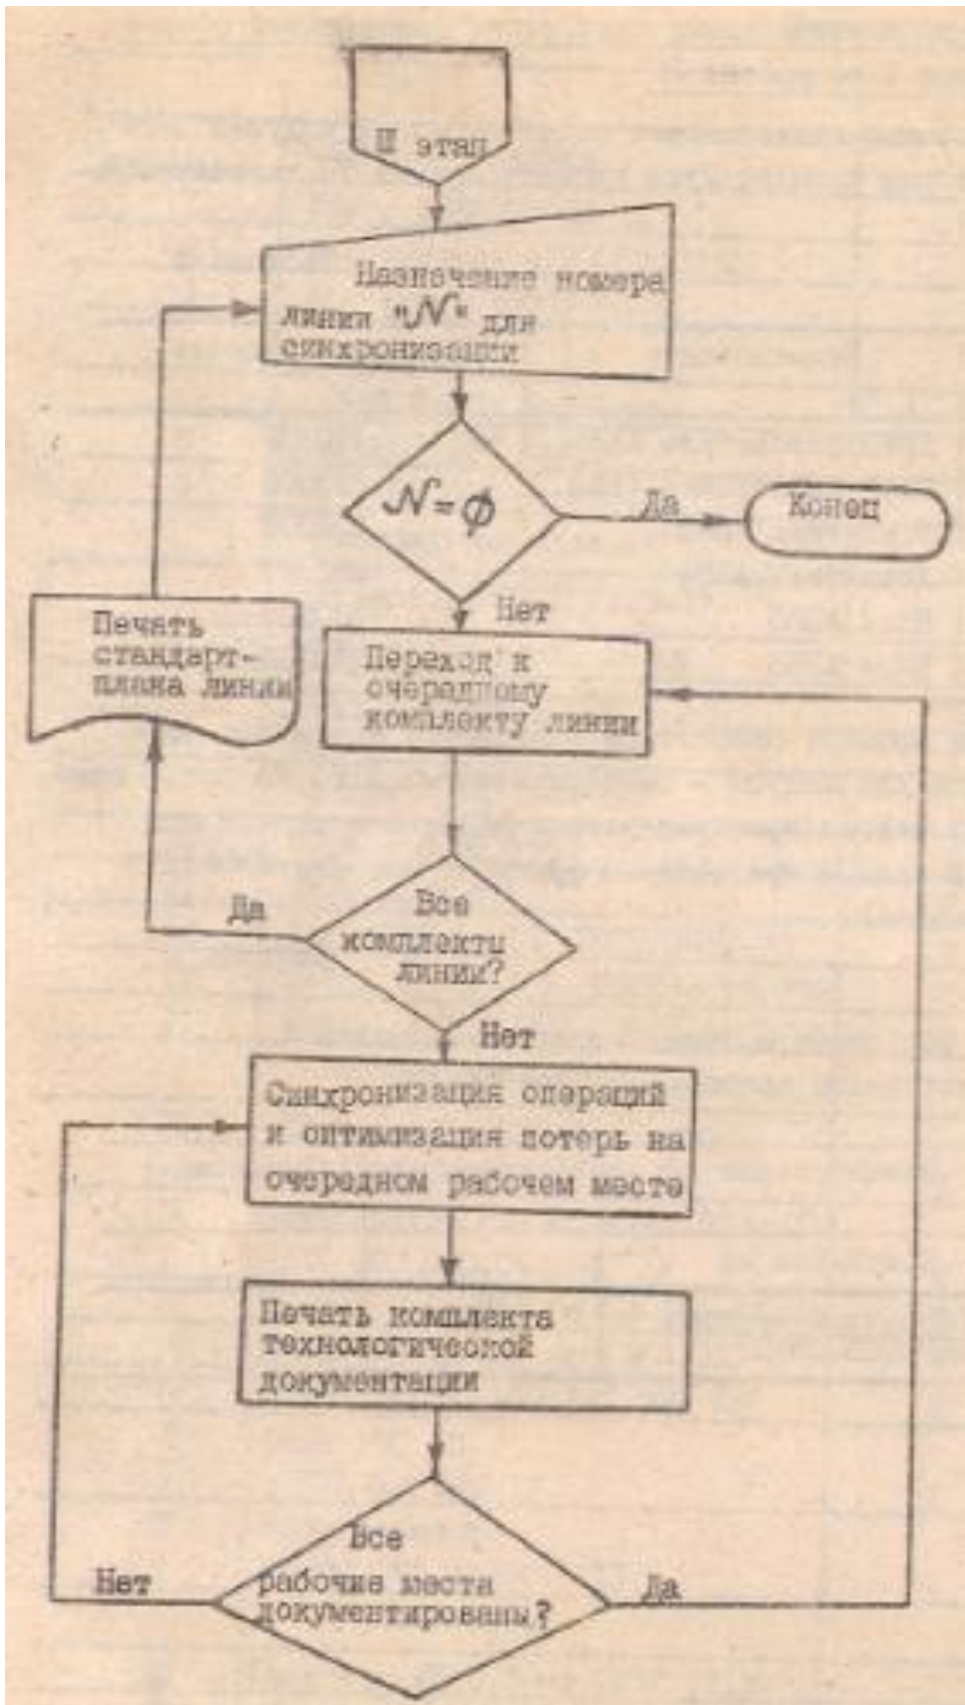 III этап
Назначение номера
линии "N" для
синхронизации
N = ϕ
Да
Конец
Нет
Печать
стандарт-
плана линии
Переход к
очередному
комплекту линии
Да
Все
комплекты
линии?
Нет
Синхронизация операций
и оптимизация потерь на
очередном рабочем месте
Печать комплекта
технологической
документации
Все
рабочие места
документированы?
Нет
Да